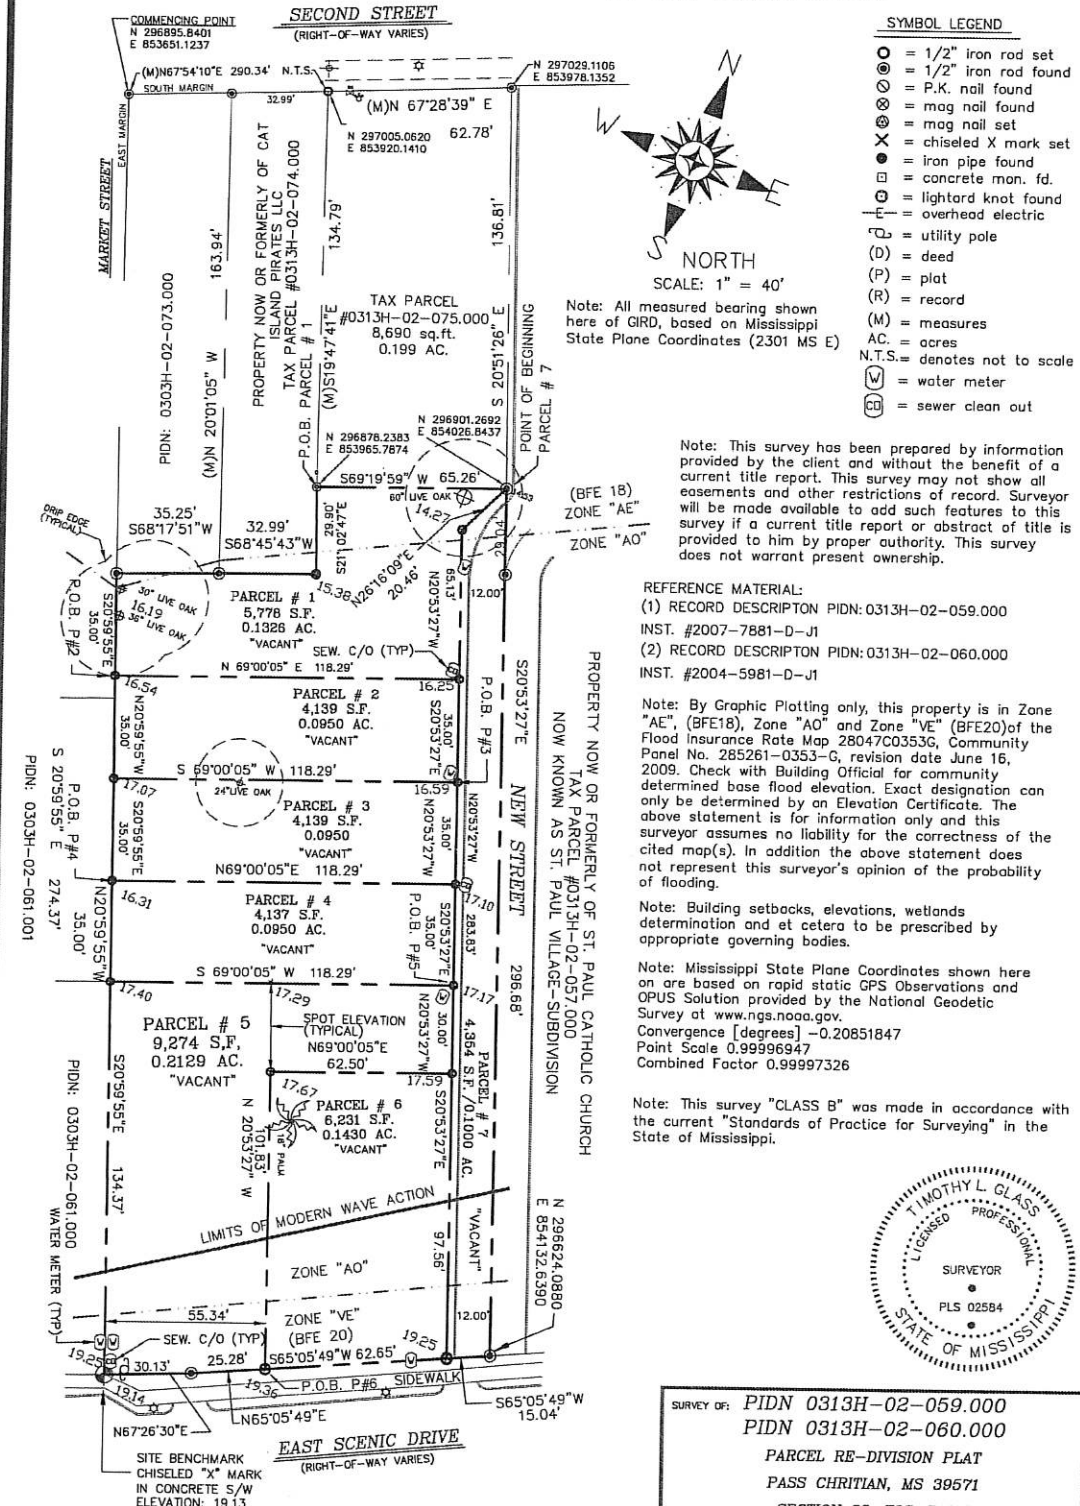 COMMENCING POINT
N 296895.8401
E 853651.1237
SECOND STREET
(RIGHT-OF-WAY VARIES)
(M)N67°54'10"E 290.34'
N.T.S.
SOUTH MARGIN
32.99'
(M)N 67°28'39" E
62.78'
N 297029.1106
E 853978.1352
N 297005.0620
E 853920.1410
EAST MARGIN
MARKET STREET
PIDN: 0303H-02-073.000
(M)N 20°01'05" W
163.94'
PROPERTY NOW OR FORMERLY OF CAT
ISLAND PIRATES LLC
TAX PARCEL #0313H-02-074.000
P.O.B. PARCEL # 1
(M)S19°47'41"E
134.79'
TAX PARCEL
#0313H-02-075.000
8,690 sq.ft.
0.199 AC.
136.81'
S 20°51'26" E
POINT OF BEGINNING
PARCEL # 7
N 296878.2383
E 853965.7874
N 296901.2692
E 854026.8437
S69°19'59" W 65.26'
60" LIVE OAK
14.53
14.27
(BFE 18)
ZONE "AE"
ZONE "AO"
DRIP EDGE
(TYPICAL)
35.25'
S68°17'51"W
32.99'
S68°45'43"W
29.90'
S21°02'47"E
15.38
N26°16'09"E
20.46'
29.04
65.13'
N20°53'27"W
12.00'
30" LIVE OAK
16.19
36" LIVE OAK
P.O.B. P#2
35.00'
S20°59'55"E
PARCEL # 1
5,778 S.F.
0.1326 AC.
"VACANT"
SEW. C/O (TYP)
N 69°00'05" E 118.29'
16.54
16.25
PARCEL # 2
4,139 S.F.
0.0950 AC.
"VACANT"
N20°59'55"W
35.00'
35.00'
S20°53'27"E
P.O.B. P#3
S20°53'27"E
S 69°00'05" W 118.29'
24"LIVE OAK
17.07
16.59
PARCEL # 3
4,139 S.F.
0.0950
"VACANT"
P.O.B. P#4
35.00'
S20°59'55"E
35.00'
N20°53'27"W
N20°53'27"W
N69°00'05"E 118.29'
16.31
17.10
PARCEL # 4
4,137 S.F.
0.0950 AC.
"VACANT"
35.00'
N20°59'55"W
P.O.B. P#5
35.00'
S20°53'27"E
283.83'
S 69°00'05" W 118.29'
17.40
17.29
17.17
S 20°59'55" E 274.37'
PIDN: 0303H-02-061.001
NEW STREET
296.68'
NOW KNOWN AS ST. PAUL VILLAGE-SUBDIVISION
TAX PARCEL #0313H-02-057.000
PROPERTY NOW OR FORMERLY OF ST. PAUL CATHOLIC CHURCH
PARCEL # 5
9,274 S,F,
0.2129 AC.
"VACANT"
SPOT ELEVATION
(TYPICAL)
N69°00'05"E
62.50'
30.00'
N20°53'27"W
17.59
17.67
PARCEL # 6
6,231 S.F.
0.1430 AC.
"VACANT"
18" PALM
101.83'
N 20°53'27" W
S20°53'27"E
97.56'
PARCEL # 7
4,364 S.F./0.1000 AC.
"VACANT"
S20°59'55"E
134.37'
PIDN: 0303H-02-061.000
WATER METER (TYP)
LIMITS OF MODERN WAVE ACTION
ZONE "AO"
N 296624.0880
E 854132.6390
55.34'
ZONE "VE"
(BFE 20)
SEW. C/O (TYP)
12.00'
19.25
19.25
30.13'
25.28'
S65°05'49"W 62.65'
19.14
19.36
P.O.B. P#6
SIDEWALK
S65°05'49"W
15.04'
N67°26'30"E
N65°05'49"E
EAST SCENIC DRIVE
(RIGHT-OF-WAY VARIES)
SITE BENCHMARK
CHISELED "X" MARK
IN CONCRETE S/W
ELEVATION: 19.13
N
W
E
S
NORTH
SCALE: 1" = 40'
Note: All measured bearing shown
here of GIRD, based on Mississippi
State Plane Coordinates (2301 MS E)
SYMBOL LEGEND
= 1/2" iron rod set
= 1/2" iron rod found
= P.K. nail found
= mag nail found
= mag nail set
= chiseled X mark set
= iron pipe found
= concrete mon. fd.
= lightard knot found
—E— = overhead electric
= utility pole
(D) = deed
(P) = plat
(R) = record
(M) = measures
AC. = acres
N.T.S.= denotes not to scale
W = water meter
CO = sewer clean out
Note: This survey has been prepared by information
provided by the client and without the benefit of a
current title report. This survey may not show all
easements and other restrictions of record. Surveyor
will be made available to add such features to this
survey if a current title report or abstract of title is
provided to him by proper authority. This survey
does not warrant present ownership.
REFERENCE MATERIAL:
(1) RECORD DESCRIPTON PIDN: 0313H-02-059.000
INST. #2007-7881-D-J1
(2) RECORD DESCRIPTON PIDN: 0313H-02-060.000
INST. #2004-5981-D-J1
Note: By Graphic Plotting only, this property is in Zone
"AE", (BFE18), Zone "AO" and Zone "VE" (BFE20)of the
Flood Insurance Rate Map 28047C0353G, Community
Panel No. 285261-0353-G, revision date June 16,
2009. Check with Building Official for community
determined base flood elevation. Exact designation can
only be determined by an Elevation Certificate. The
above statement is for information only and this
surveyor assumes no liability for the correctness of the
cited map(s). In addition the above statement does
not represent this surveyor's opinion of the probability
of flooding.
Note: Building setbacks, elevations, wetlands
determination and et cetera to be prescribed by
appropriate governing bodies.
Note: Mississippi State Plane Coordinates shown here
on are based on rapid static GPS Observations and
OPUS Solution provided by the National Geodetic
Survey at www.ngs.noaa.gov.
Convergence [degrees] -0.20851847
Point Scale 0.99996947
Combined Factor 0.99997326
Note: This survey "CLASS B" was made in accordance with
the current "Standards of Practice for Surveying" in the
State of Mississippi.
TIMOTHY L. GLASS
LICENSED PROFESSIONAL
SURVEYOR
PLS 02584
STATE OF MISSISSIPPI
SURVEY OF: PIDN 0313H-02-059.000
PIDN 0313H-02-060.000
PARCEL RE-DIVISION PLAT
PASS CHRITIAN, MS 39571